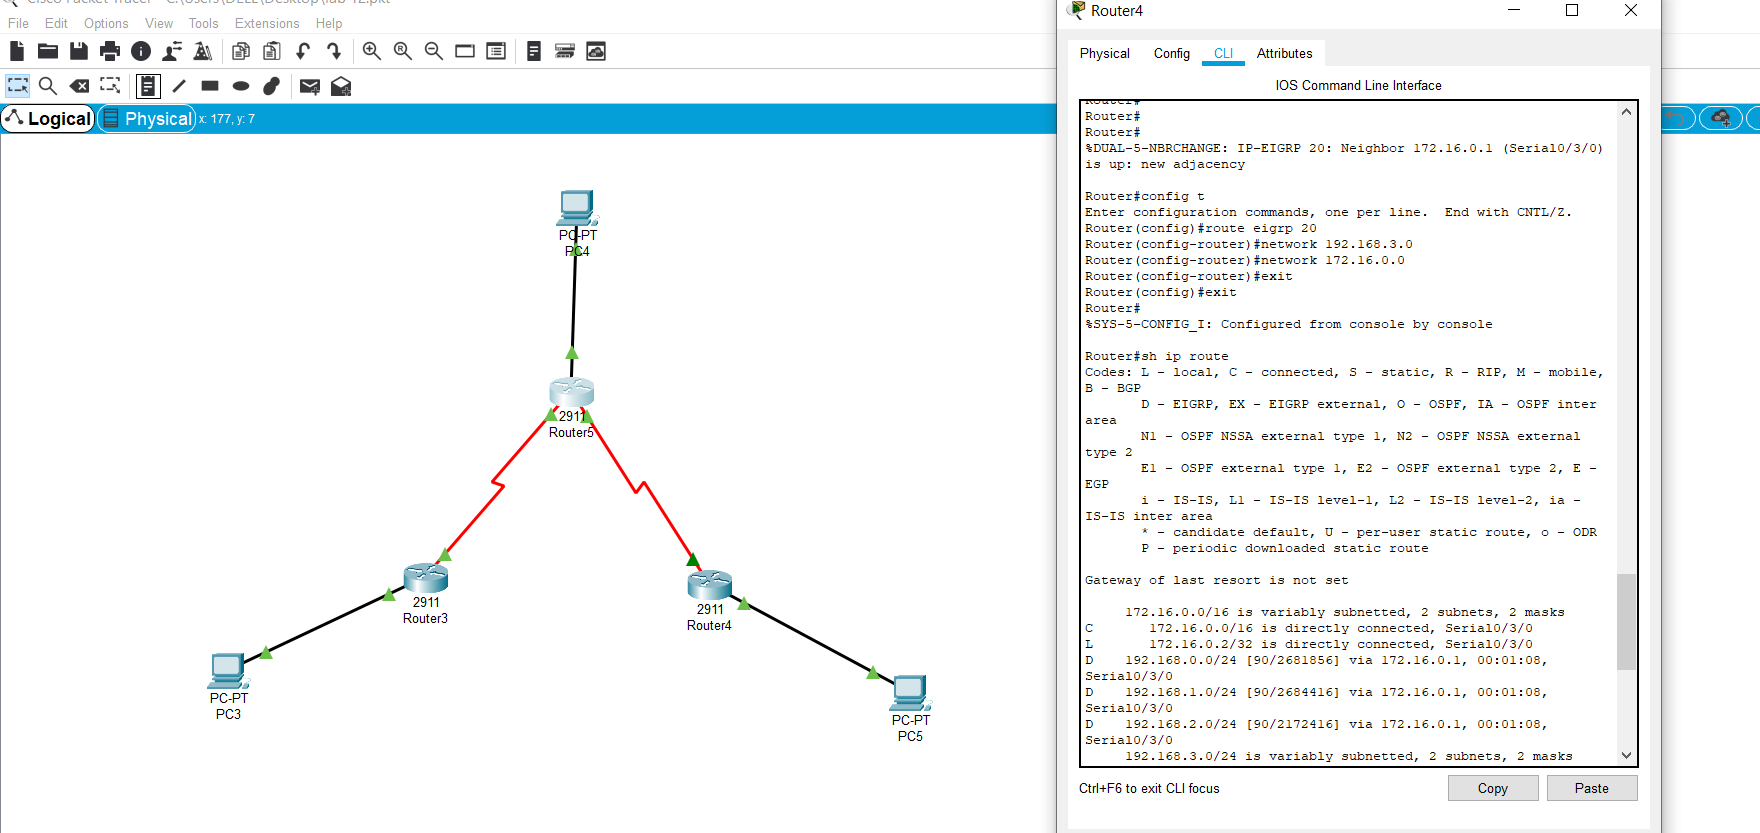 Cisco Packet Tracer - C:\Users\DELL\Desktop\lab 12.pkt
File Edit Options View Tools Extensions Help
Logical
Physical x: 177, y: 7
PC-PT
PC4
2911
Router5
2911
Router3
2911
Router4
PC-PT
PC3
PC-PT
PC5
Router4
Physical Config CLI Attributes
IOS Command Line Interface
Router#
Router#
Router#
%DUAL-5-NBRCHANGE: IP-EIGRP 20: Neighbor 172.16.0.1 (Serial0/3/0)
is up: new adjacency
Router#config t
Enter configuration commands, one per line.  End with CNTL/Z.
Router(config)#route eigrp 20
Router(config-router)#network 192.168.3.0
Router(config-router)#network 172.16.0.0
Router(config-router)#exit
Router(config)#exit
Router#
%SYS-5-CONFIG_I: Configured from console by console
Router#sh ip route
Codes: L - local, C - connected, S - static, R - RIP, M - mobile,
B - BGP
D - EIGRP, EX - EIGRP external, O - OSPF, IA - OSPF inter
area
N1 - OSPF NSSA external type 1, N2 - OSPF NSSA external
type 2
E1 - OSPF external type 1, E2 - OSPF external type 2, E -
EGP
i - IS-IS, L1 - IS-IS level-1, L2 - IS-IS level-2, ia -
IS-IS inter area
* - candidate default, U - per-user static route, o - ODR
P - periodic downloaded static route
Gateway of last resort is not set
172.16.0.0/16 is variably subnetted, 2 subnets, 2 masks
C 172.16.0.0/16 is directly connected, Serial0/3/0
L 172.16.0.2/32 is directly connected, Serial0/3/0
D 192.168.0.0/24 [90/2681856] via 172.16.0.1, 00:01:08,
Serial0/3/0
D 192.168.1.0/24 [90/2684416] via 172.16.0.1, 00:01:08,
Serial0/3/0
D 192.168.2.0/24 [90/2172416] via 172.16.0.1, 00:01:08,
Serial0/3/0
192.168.3.0/24 is variably subnetted, 2 subnets, 2 masks
Ctrl+F6 to exit CLI focus
Copy
Paste